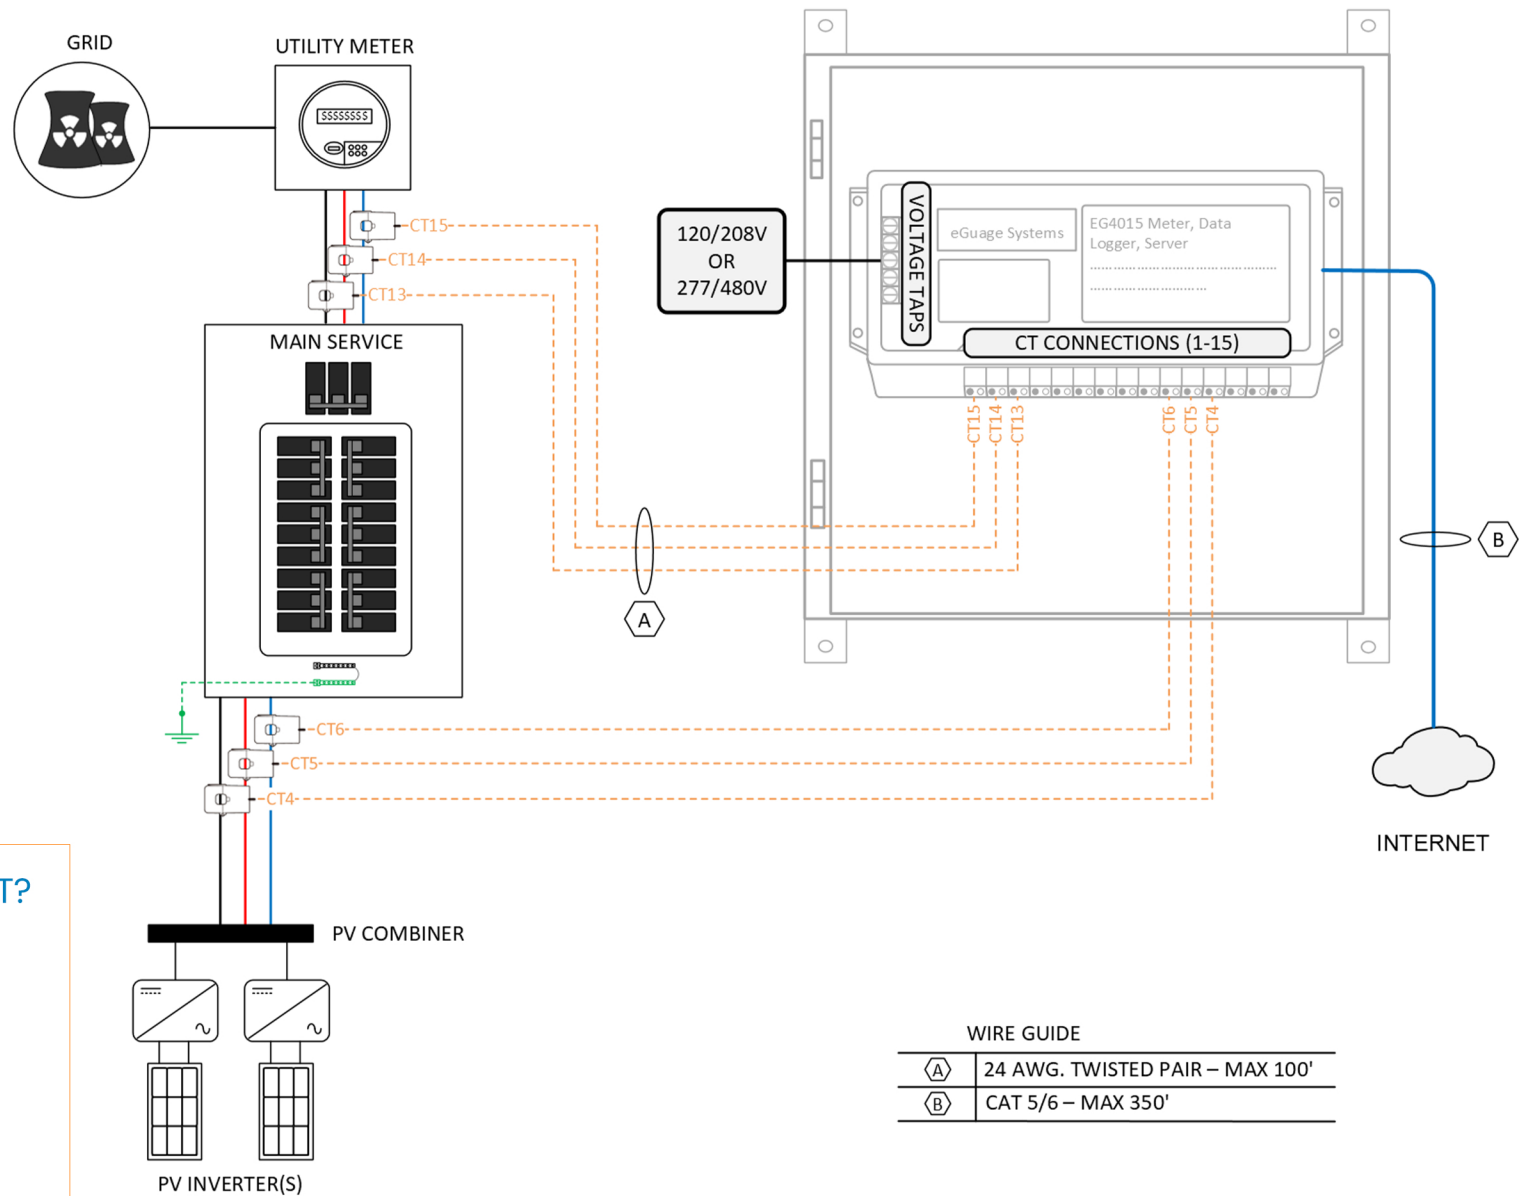 GRID
UTILITY METER
$$$$$$$$
CT15
CT14
CT13
MAIN SERVICE
120/208V
OR
277/480V
VOLTAGE TAPS
eGuage Systems
EG4015 Meter, Data
Logger, Server
CT CONNECTIONS (1-15)
CT15
CT14
CT13
CT6
CT5
CT4
A
B
CT6
CT5
CT4
INTERNET
T?
PV COMBINER
PV INVERTER(S)
WIRE GUIDE
A 24 AWG. TWISTED PAIR – MAX 100'
B CAT 5/6 – MAX 350'